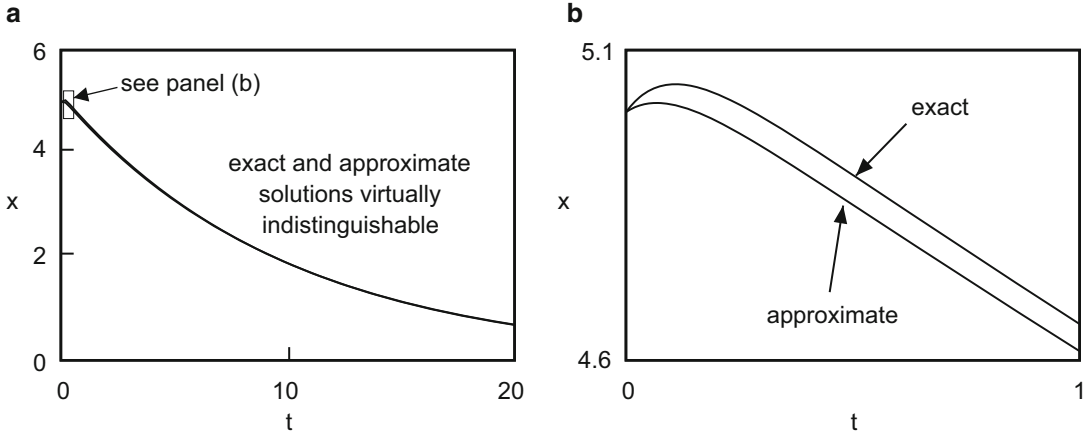 a
6
see panel (b)
4
exact and approximate
solutions virtually
indistinguishable
x
2
0
0
10
20
t
b
5.1
exact
x
approximate
4.6
0
1
t